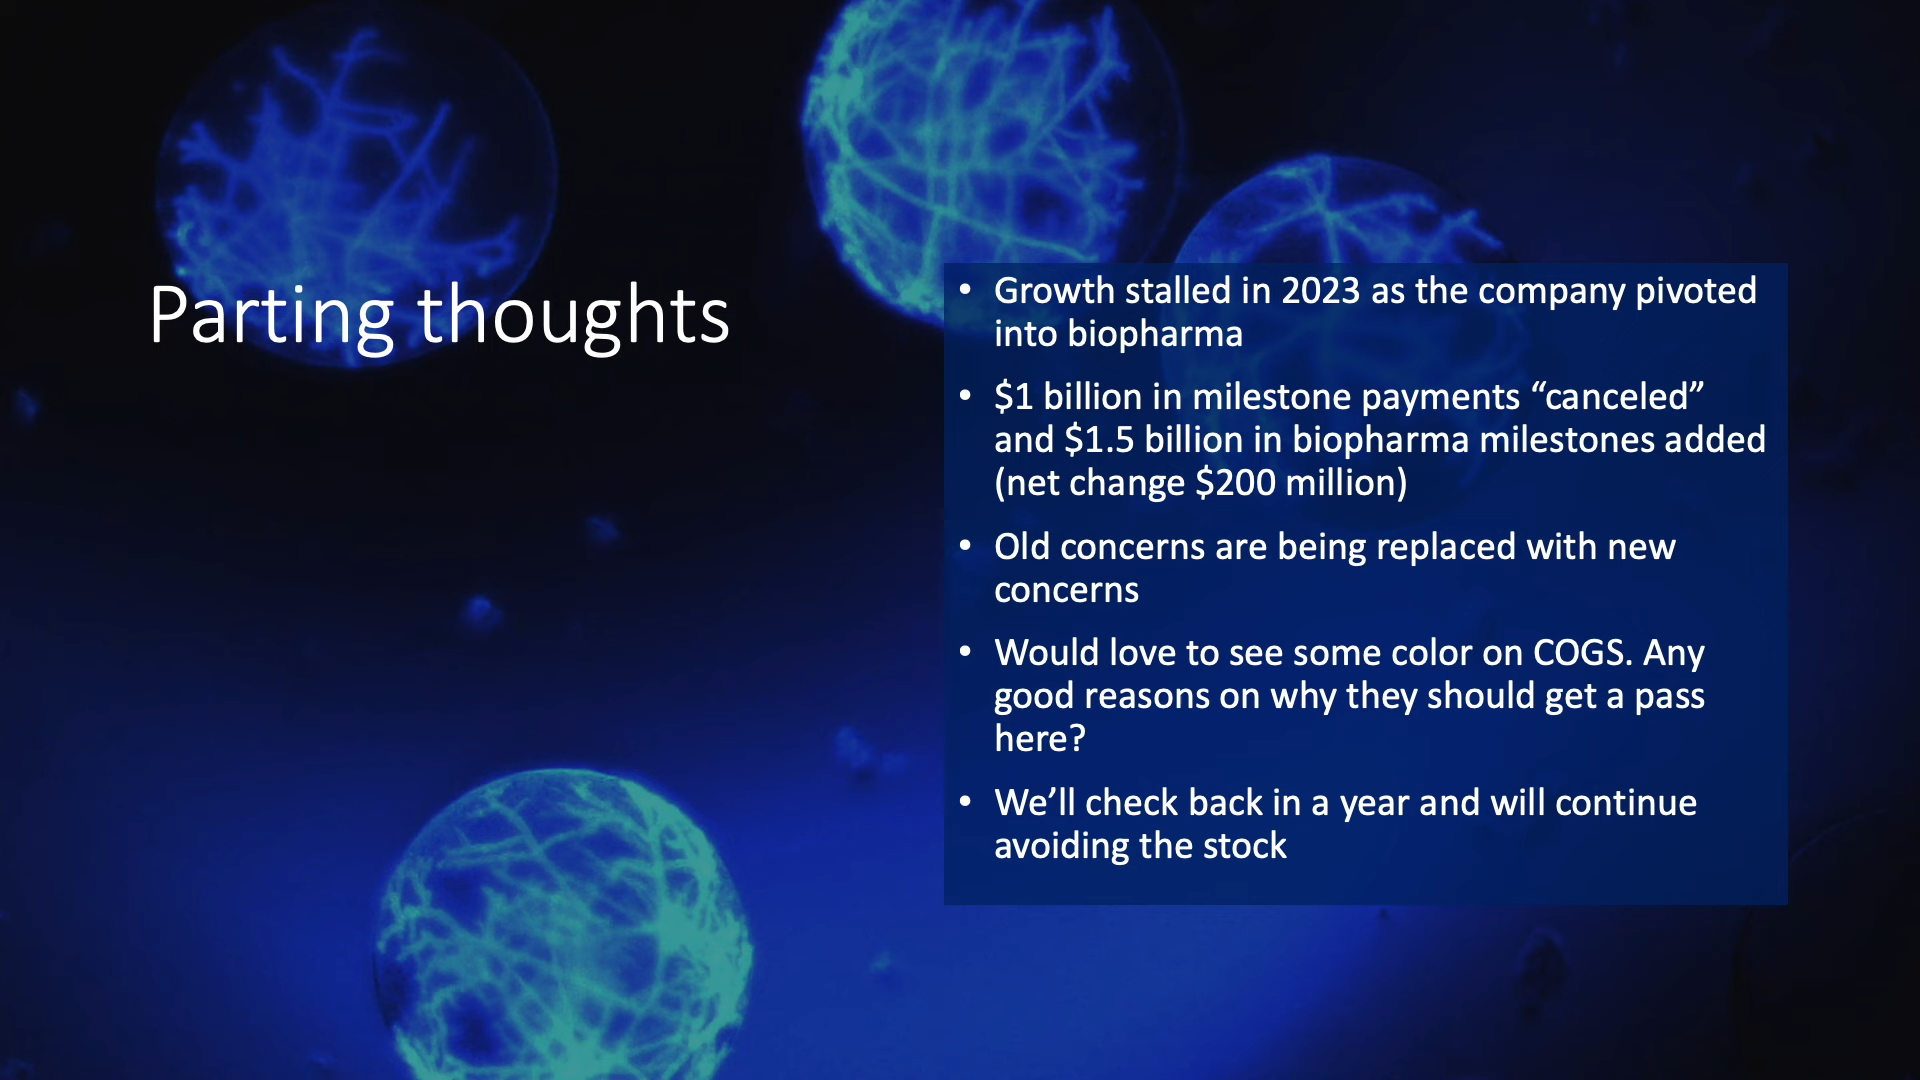 Parting thoughts
• Growth stalled in 2023 as the company pivoted
into biopharma
• $1 billion in milestone payments “canceled”
and $1.5 billion in biopharma milestones added
(net change $200 million)
• Old concerns are being replaced with new
concerns
• Would love to see some color on COGS. Any
good reasons on why they should get a pass
here?
• We’ll check back in a year and will continue
avoiding the stock